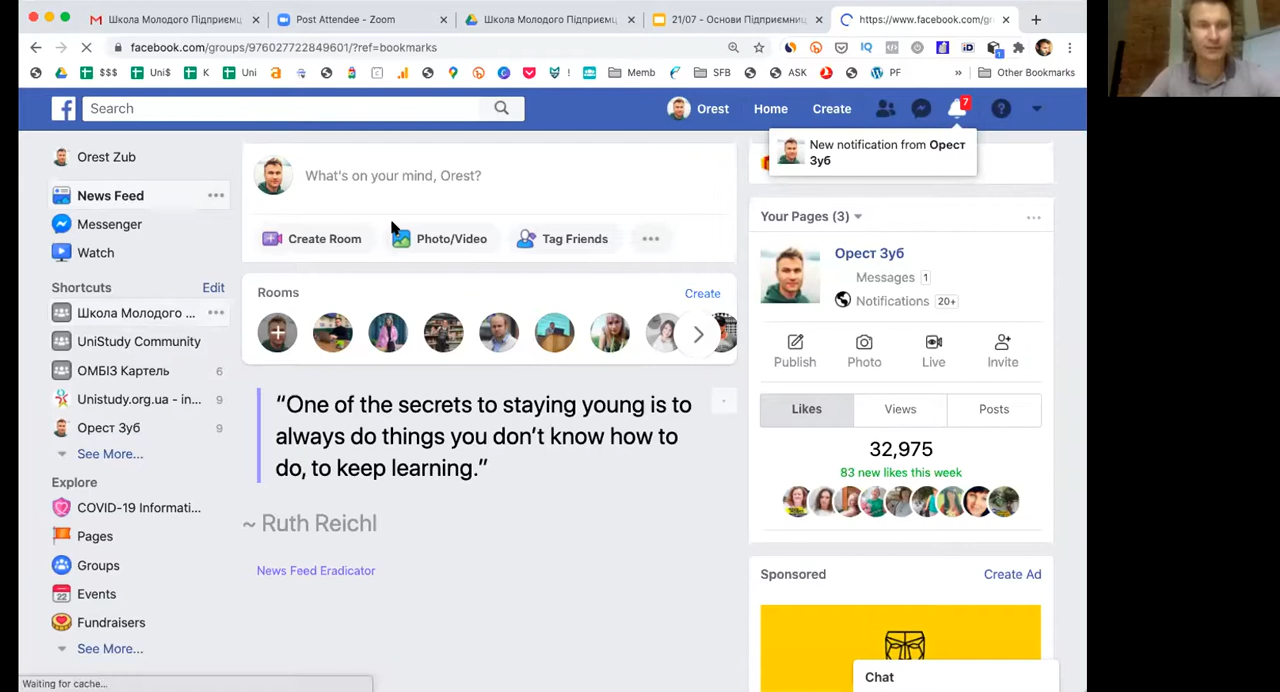 Школа Молодого Підприємц
Post Attendee - Zoom
Школа Молодого Підприємц
21/07 - Основи Підприємниц
https://www.facebook.com/gr
facebook.com/groups/976027722849601/?ref=bookmarks
$$$
Uni$
K
Uni
Memb
SFB
ASK
PF
»
Other Bookmarks
Search
Orest
Home
Create
7
New notification from Орест
Зуб
Orest Zub
News Feed
Messenger
Watch
Shortcuts
Edit
Школа Молодого ...
UniStudy Community
ОМБІЗ Картель
6
Unistudy.org.ua - in...
9
Орест Зуб
9
See More...
Explore
COVID-19 Informati...
Pages
Groups
Events
Fundraisers
See More...
What's on your mind, Orest?
Create Room
Photo/Video
Tag Friends
Rooms
Create
“One of the secrets to staying young is to
always do things you don’t know how to
do, to keep learning.”
~ Ruth Reichl
News Feed Eradicator
Your Pages (3)
Орест Зуб
Messages 1
Notifications 20+
Publish
Photo
Live
Invite
Likes
Views
Posts
32,975
83 new likes this week
Sponsored
Create Ad
Chat
Waiting for cache...